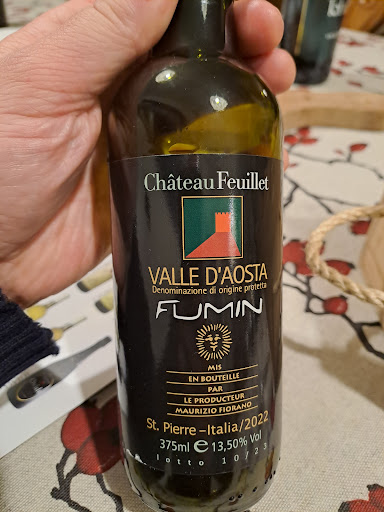 Château Feuillet
VALLE D'AOSTA
Denominazione di origine protetta
FUMIN
MIS
EN BOUTEILLE
PAR
LE PRODUCTEUR
MAURIZIO FIORANO
St. Pierre – Italia/2022
375ml e 13,50% Vol
lotto 10/23